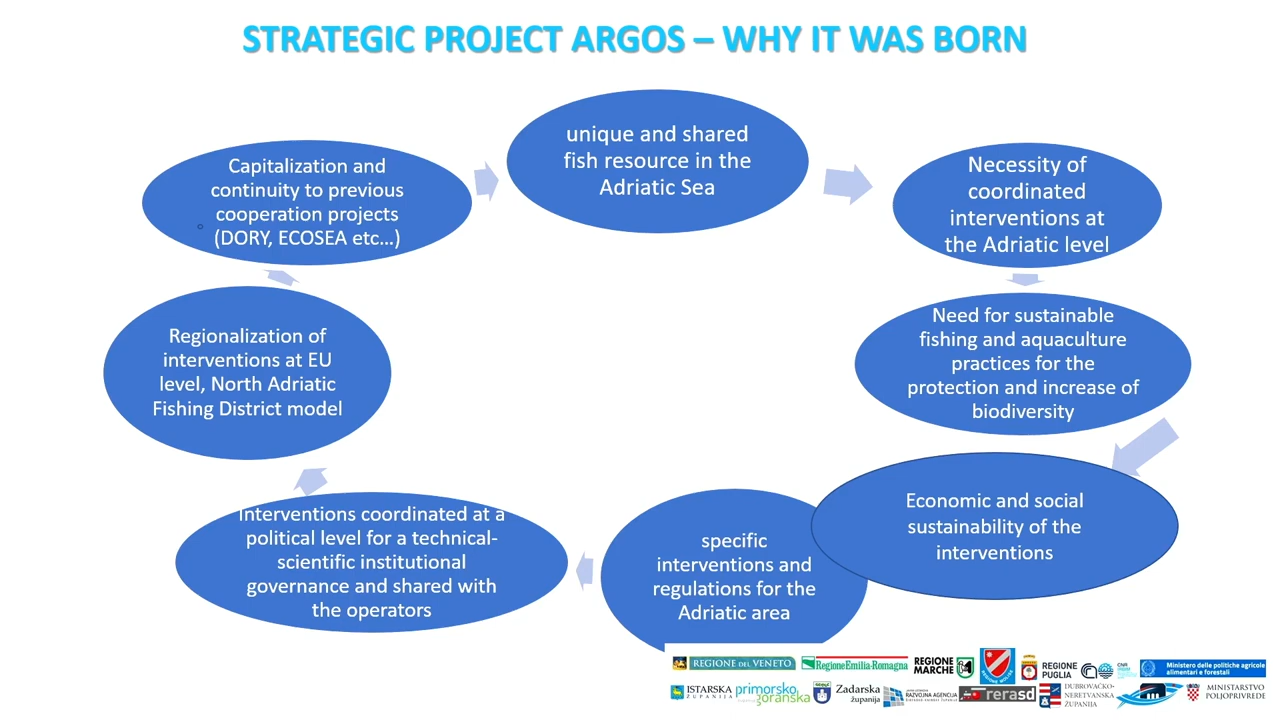 STRATEGIC PROJECT ARGOS – WHY IT WAS BORN
unique and shared
fish resource in the
Adriatic Sea
Necessity of
coordinated
interventions at
the Adriatic level
Need for sustainable
fishing and aquaculture
practices for the
protection and increase of
biodiversity
Economic and social
sustainability of the
interventions
specific
interventions and
regulations for the
Adriatic area
Interventions coordinated at a
political level for a technical-
scientific institutional
governance and shared with
the operators
Regionalization of
interventions at EU
level, North Adriatic
Fishing District model
Capitalization and
continuity to previous
cooperation projects
(DORY, ECOSEA etc...)
REGIONE DEL VENETO
RegioneEmilia-Romagna
REGIONE
MARCHE
REGIONE
PUGLIA
Ministero delle politiche agricole
alimentari e forestali
ISTARSKA
ŽUPANIJA
primorsko
goranska
Zadarska
županija
RAZVOJNA AGENCIJA
rerasd
DUBROVAČKO-
NERETVANSKA
ŽUPANIJA
MINISTARSTVO
POLJOPRIVREDE